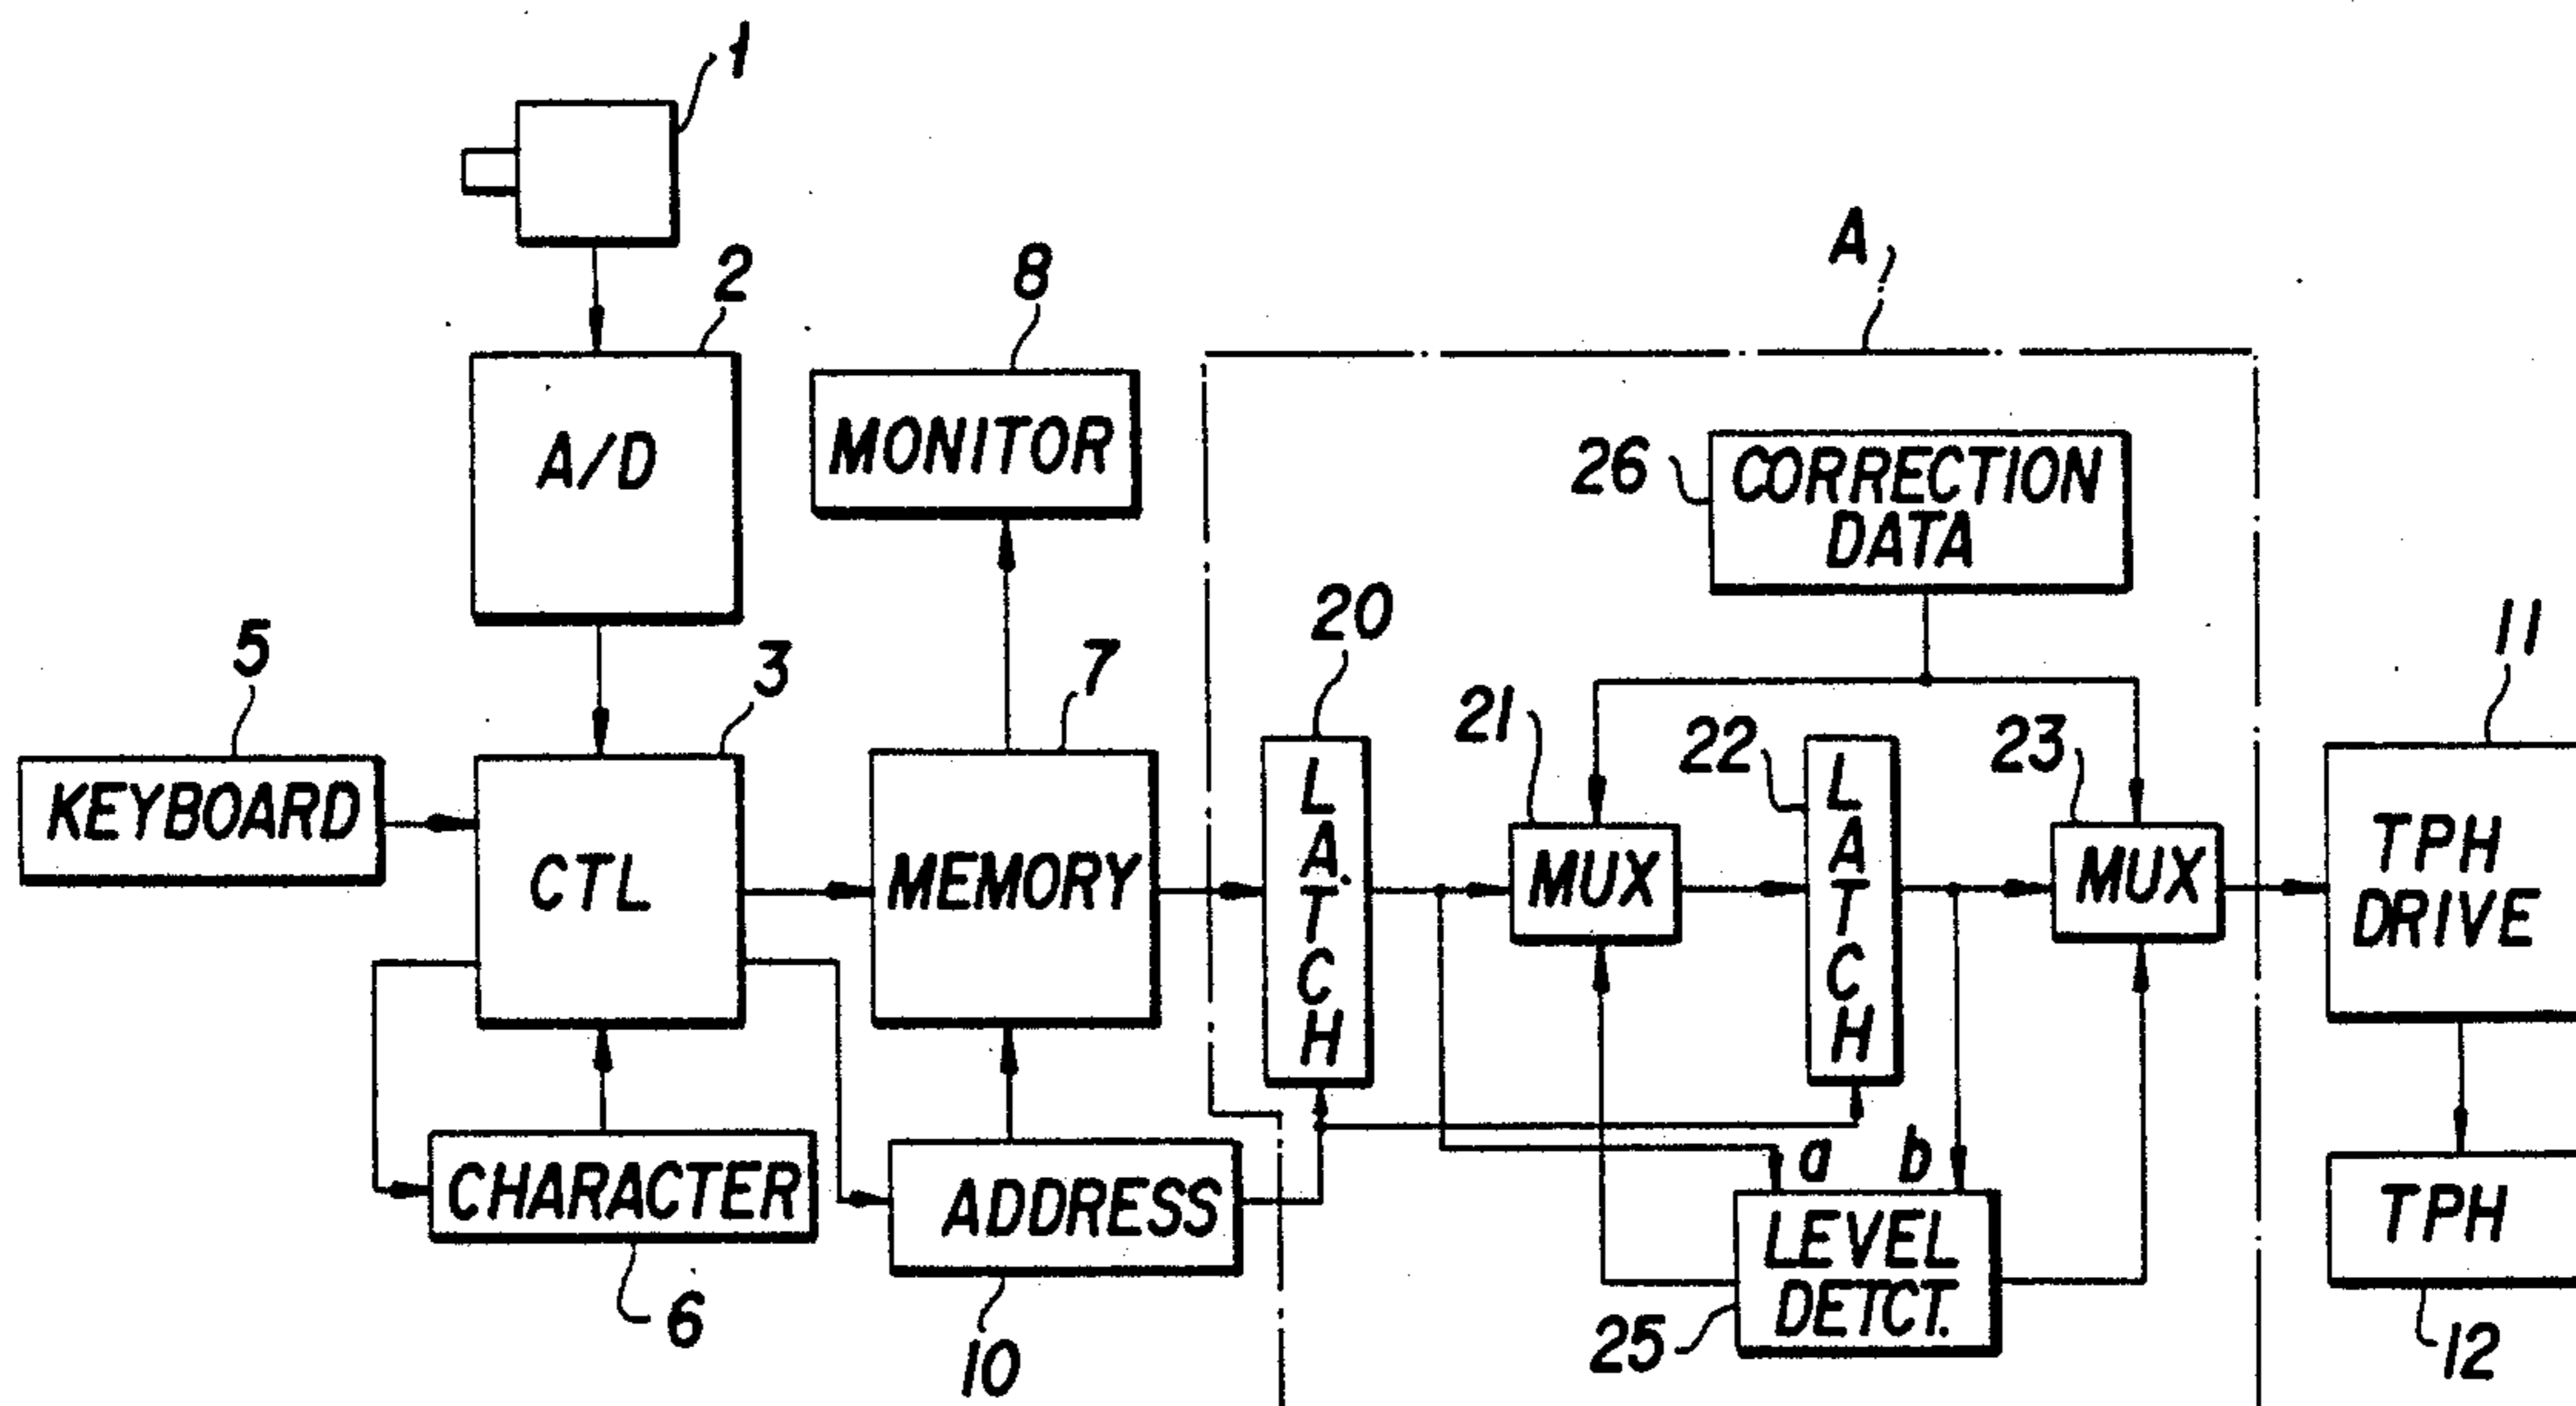 1
2
A/D
8
MONITOR
A
26
CORRECTION
DATA
5
KEYBOARD
3
CTL
7
MEMORY
20
LATCH
21
MUX
22
LATCH
23
MUX
11
TPH
DRIVE
CHARACTER
6
ADDRESS
10
a
b
LEVEL
DETCT.
25
TPH
12